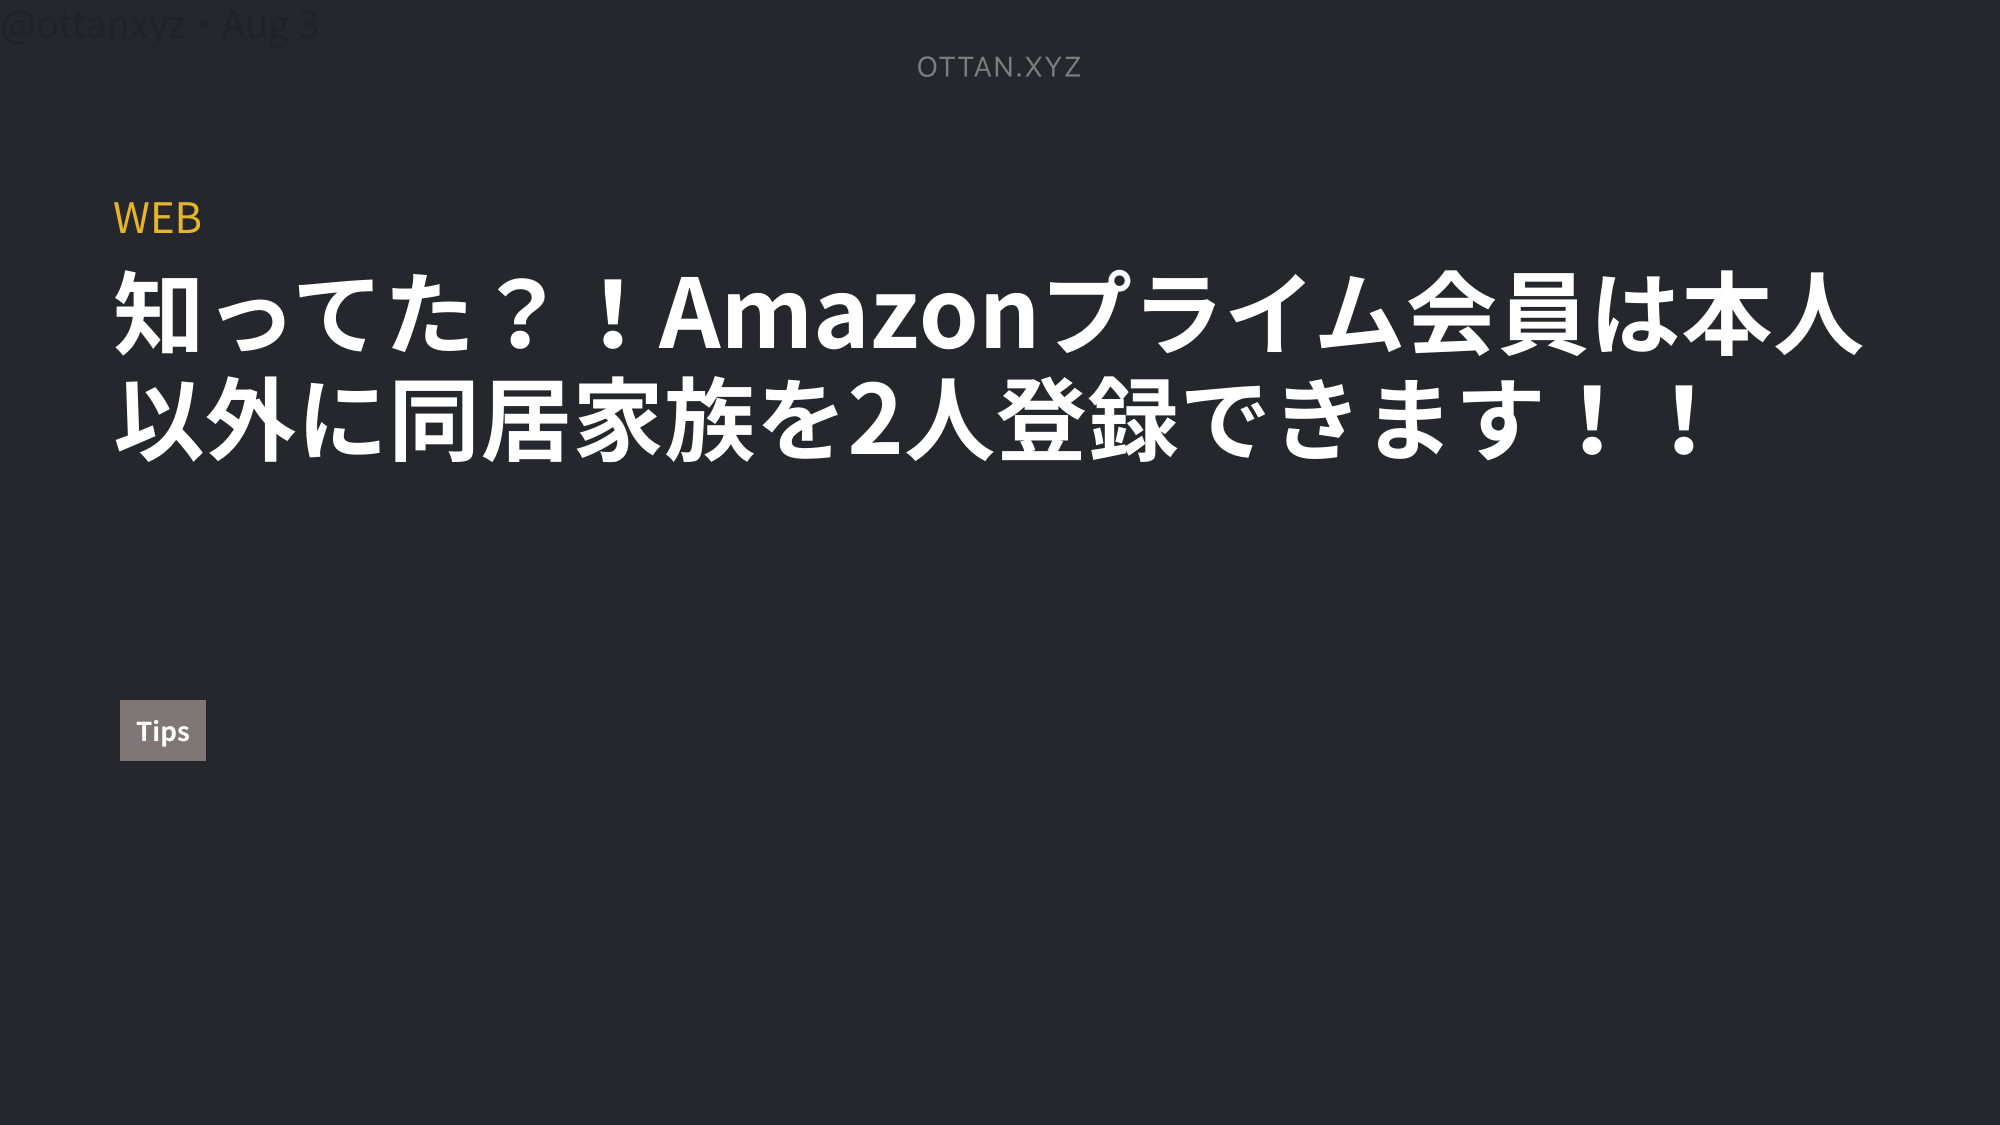 @ottanxyz・Aug 3
OTTAN.XYZ
WEB
知ってた？！Amazonプライム会員は本人
以外に同居家族を2人登録できます！！
Tips